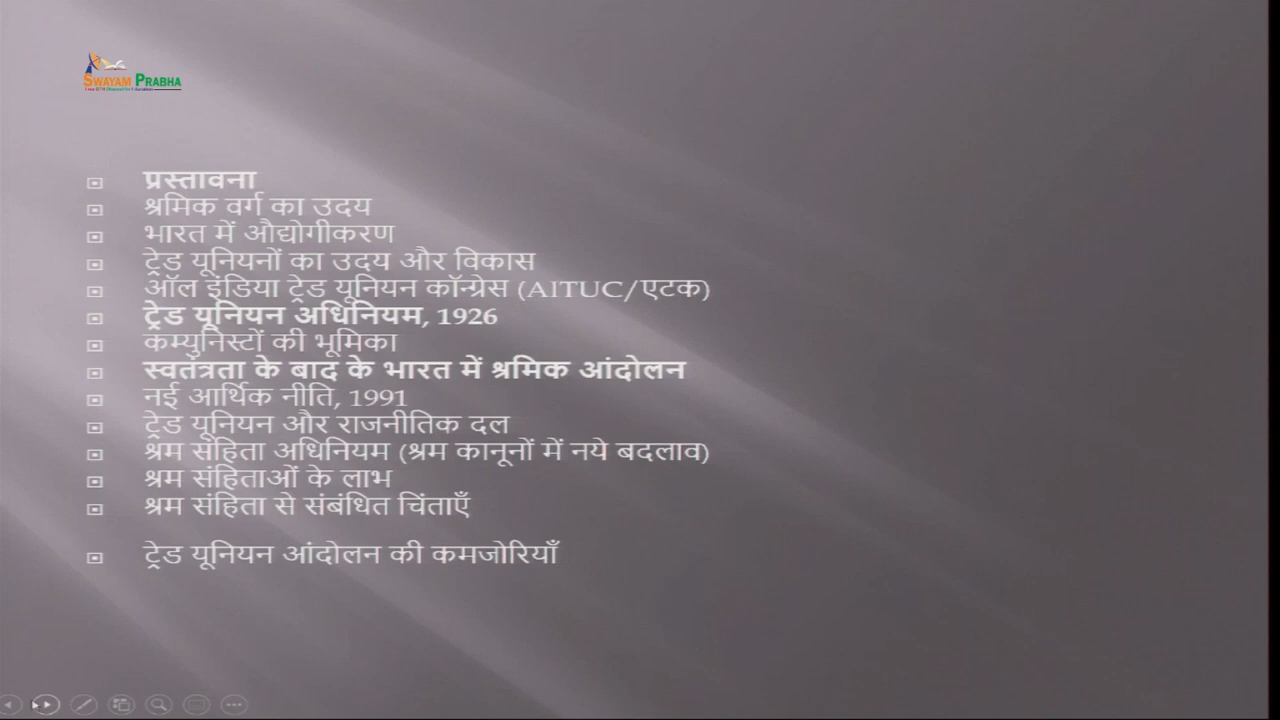 SWAYAM PRABHA
प्रस्तावना
श्रमिक वर्ग का उदय
भारत में औद्योगीकरण
ट्रेड यूनियनों का उदय और विकास
ऑल इंडिया ट्रेड यूनियन कॉन्ग्रेस (AITUC/एटक)
ट्रेड यूनियन अधिनियम, 1926
कम्युनिस्टों की भूमिका
स्वतंत्रता के बाद के भारत में श्रमिक आंदोलन
नई आर्थिक नीति, 1991
ट्रेड यूनियन और राजनीतिक दल
श्रम संहिता अधिनियम (श्रम कानूनों में नये बदलाव)
श्रम संहिताओं के लाभ
श्रम संहिता से संबंधित चिंताएँ
ट्रेड यूनियन आंदोलन की कमजोरियाँ